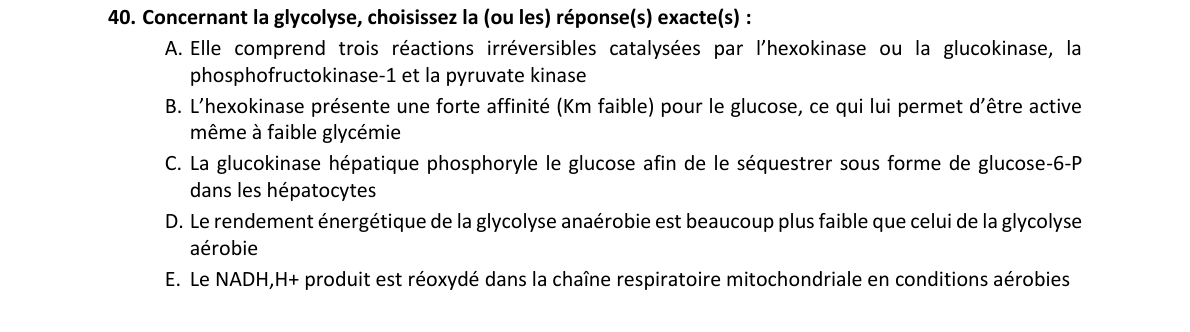 40. Concernant la glycolyse, choisissez la (ou les) réponse(s) exacte(s) :
A. Elle comprend trois réactions irréversibles catalysées par l’hexokinase ou la glucokinase, la
phosphofructokinase-1 et la pyruvate kinase
B. L’hexokinase présente une forte affinité (Km faible) pour le glucose, ce qui lui permet d’être active
même à faible glycémie
C. La glucokinase hépatique phosphoryle le glucose afin de le séquestrer sous forme de glucose-6-P
dans les hépatocytes
D. Le rendement énergétique de la glycolyse anaérobie est beaucoup plus faible que celui de la glycolyse
aérobie
E. Le NADH,H+ produit est réoxydé dans la chaîne respiratoire mitochondriale en conditions aérobies